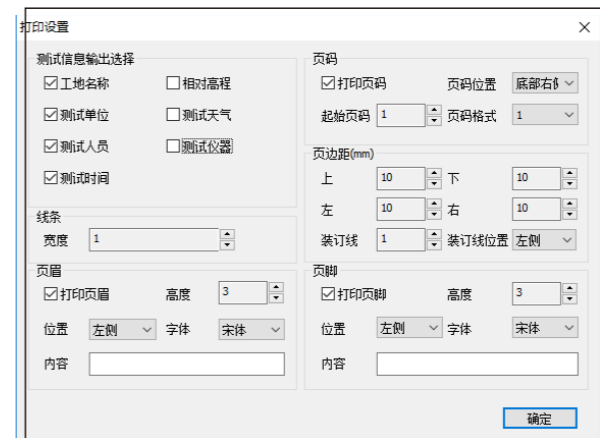 打印设置
测试信息输出选择
工地名称 相对高程
测试单位 测试天气
测试人员 测试仪器
测试时间
线条
宽度 1
页眉
打印页眉 高度 3
位置 左侧 字体 宋体
内容
页码
打印页码 页码位置 底部右侧
起始页码 1 页码格式 1
页边距(mm)
上 10 下 10
左 10 右 10
装订线 1 装订线位置 左侧
页脚
打印页脚 高度 3
位置 左侧 字体 宋体
内容
确定